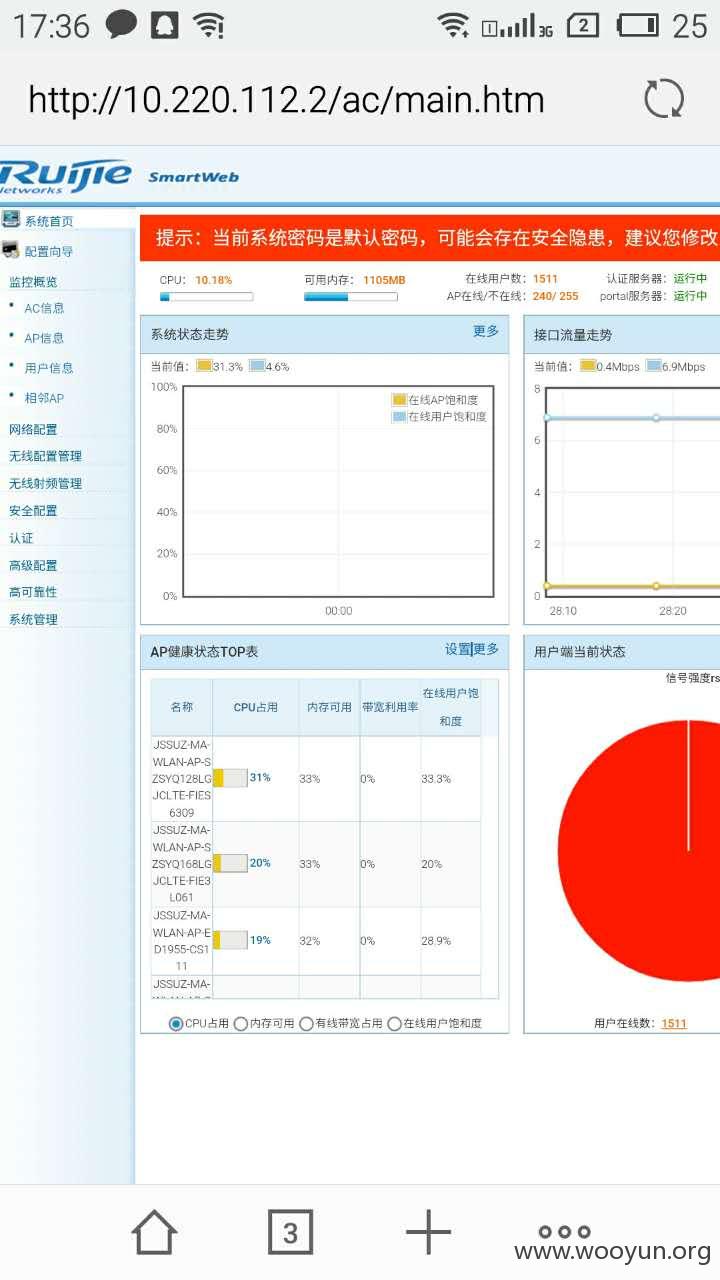 17:36
3G
2
25
http://10.220.112.2/ac/main.htm
Ruijie
Networks
SmartWeb
系统首页
配置向导
监控概览
AC信息
AP信息
用户信息
相邻AP
网络配置
无线配置管理
无线射频管理
安全配置
认证
高级配置
高可靠性
系统管理
提示：当前系统密码是默认密码，可能会存在安全隐患，建议您修改
CPU： 10.18%
可用内存： 1105MB
在线用户数：1511
认证服务器：运行中
AP在线/不在线：240/ 255
portal服务器：运行中
系统状态走势
更多
当前值： 31.3% 4.6%
100%
80%
60%
40%
20%
0%
在线AP饱和度
在线用户饱和度
00:00
接口流量走势
当前值： 0.4Mbps 6.9Mbps
8
6
4
2
0
28:10
28:20
AP健康状态TOP表
设置|更多
名称
CPU占用
内存可用
带宽利用率
在线用户饱
和度
JSSUZ-MA-
WLAN-AP-S
ZSYQ128LG
JCLTE-FIES
6309
31%
33%
0%
33.3%
JSSUZ-MA-
WLAN-AP-S
ZSYQ168LG
JCLTE-FIE3
L061
20%
33%
0%
20%
JSSUZ-MA-
WLAN-AP-E
D1955-CS1
11
19%
32%
0%
28.9%
JSSUZ-MA-
CPU占用 内存可用 有线带宽占用 在线用户饱和度
用户端当前状态
信号强度rs
用户在线数：1511
3
www.wooyun.org